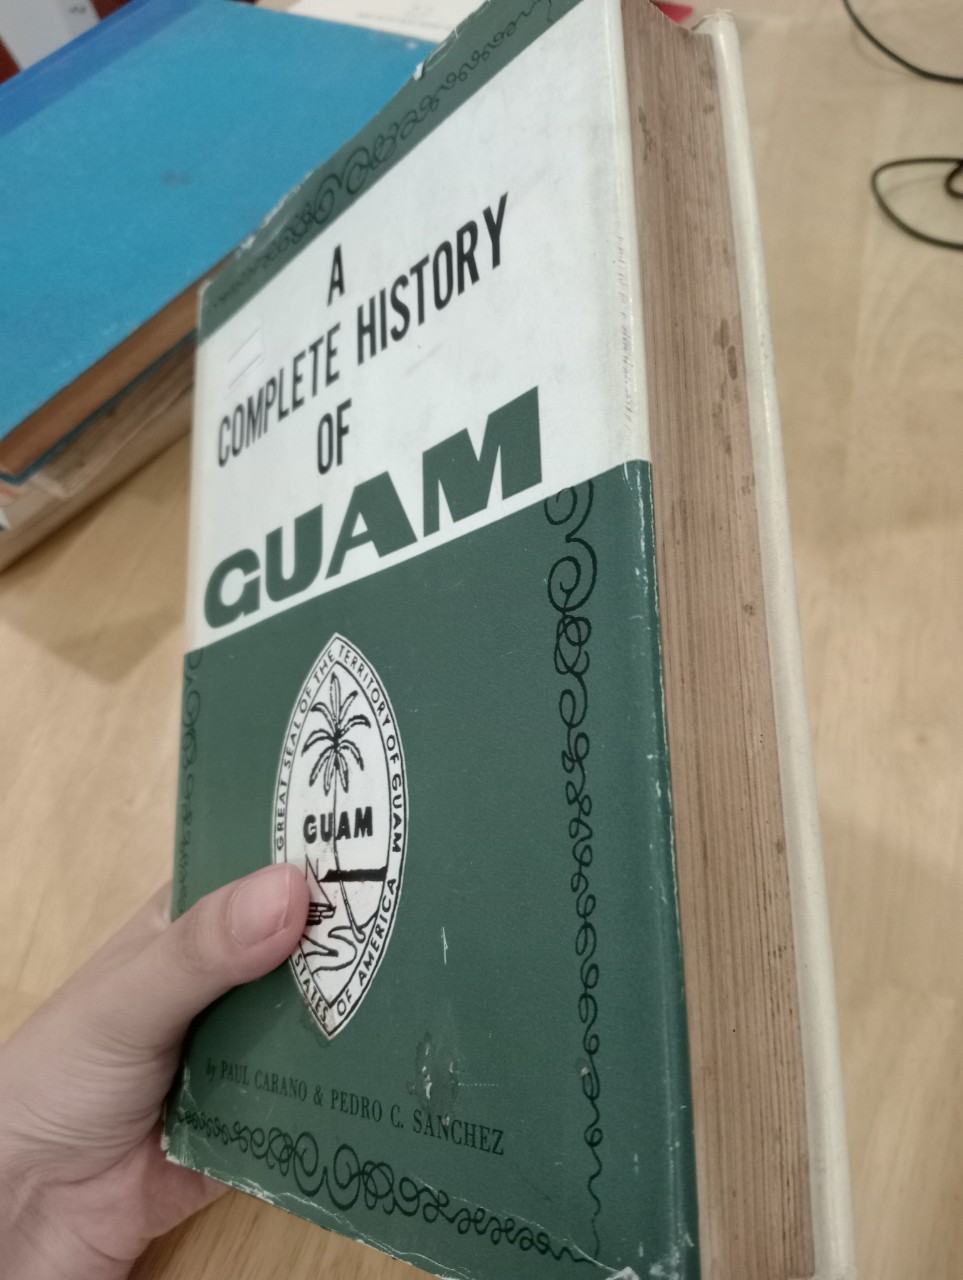 A
COMPLETE HISTORY
OF
GUAM
GREAT SEAL OF THE TERRITORY OF GUAM
GUAM
STATES OF AMERICA
by PAUL CARANO & PEDRO C. SANCHEZ